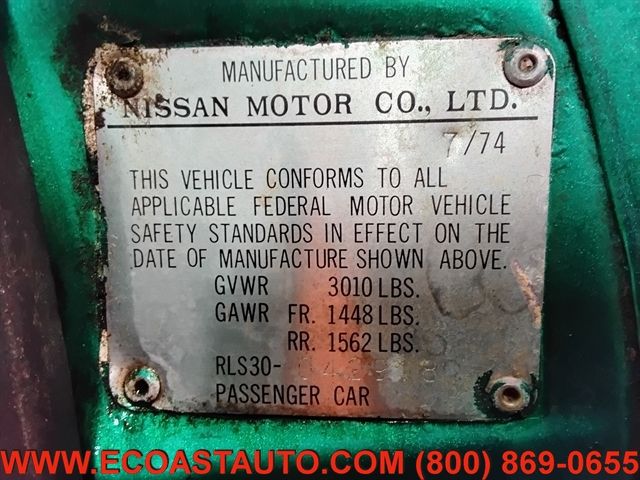 MANUFACTURED BY
NISSAN MOTOR CO., LTD.
7/74
THIS VEHICLE CONFORMS TO ALL
APPLICABLE FEDERAL MOTOR VEHICLE
SAFETY STANDARDS IN EFFECT ON THE
DATE OF MANUFACTURE SHOWN ABOVE.
GVWR 3010 LBS.
GAWR FR. 1448 LBS.
RR. 1562 LBS.
RLS30-
PASSENGER CAR
WWW.ECOASTAUTO.COM (800) 869-0655